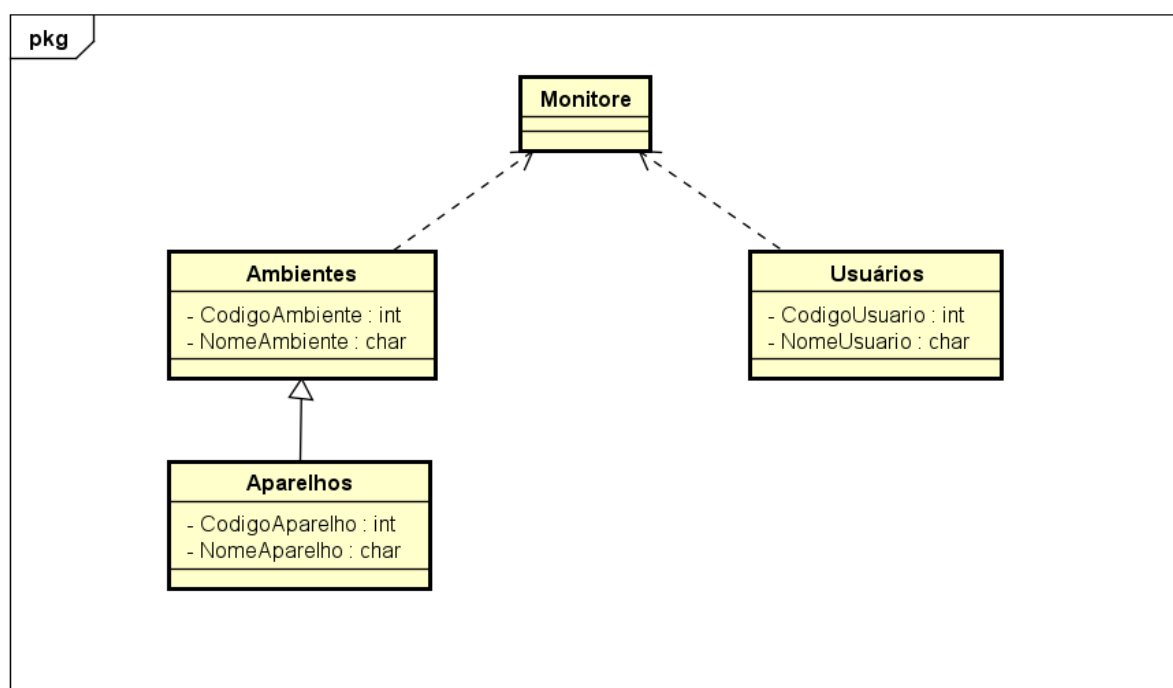 pkg
Monitore
Ambientes
- CodigoAmbiente : int
- NomeAmbiente : char
Usuários
- CodigoUsuario : int
- NomeUsuario : char
Aparelhos
- CodigoAparelho : int
- NomeAparelho : char